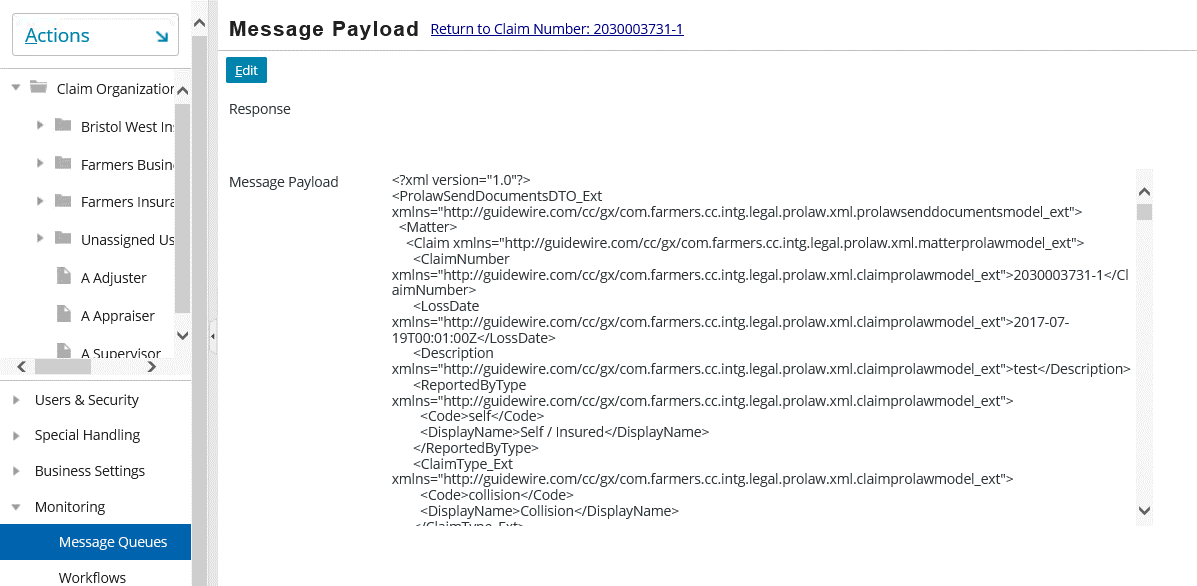 Actions
Claim Organization
Bristol West Ins
Farmers Busin
Farmers Insura
Unassigned Us
A Adjuster
A Appraiser
A Supervisor
Users & Security
Special Handling
Business Settings
Monitoring
Message Queues
Workflows
Message Payload Return to Claim Number: 2030003731-1
Edit
Response
Message Payload
<?xml version="1.0"?>
<ProlawSendDocumentsDTO_Ext
xmlns="http://guidewire.com/cc/gx/com.farmers.cc.intg.legal.prolaw.xml.prolawsenddocumentsmodel_ext">
<Matter>
<Claim xmlns="http://guidewire.com/cc/gx/com.farmers.cc.intg.legal.prolaw.xml.matterprolawmodel_ext">
<ClaimNumber
xmlns="http://guidewire.com/cc/gx/com.farmers.cc.intg.legal.prolaw.xml.claimprolawmodel_ext">2030003731-1</Cl
aimNumber>
<LossDate
xmlns="http://guidewire.com/cc/gx/com.farmers.cc.intg.legal.prolaw.xml.claimprolawmodel_ext">2017-07-
19T00:01:00Z</LossDate>
<Description
xmlns="http://guidewire.com/cc/gx/com.farmers.cc.intg.legal.prolaw.xml.claimprolawmodel_ext">test</Description>
<ReportedByType
xmlns="http://guidewire.com/cc/gx/com.farmers.cc.intg.legal.prolaw.xml.claimprolawmodel_ext">
<Code>self</Code>
<DisplayName>Self / Insured</DisplayName>
</ReportedByType>
<ClaimType_Ext
xmlns="http://guidewire.com/cc/gx/com.farmers.cc.intg.legal.prolaw.xml.claimprolawmodel_ext">
<Code>collision</Code>
<DisplayName>Collision</DisplayName>
</ClaimType_Ext>